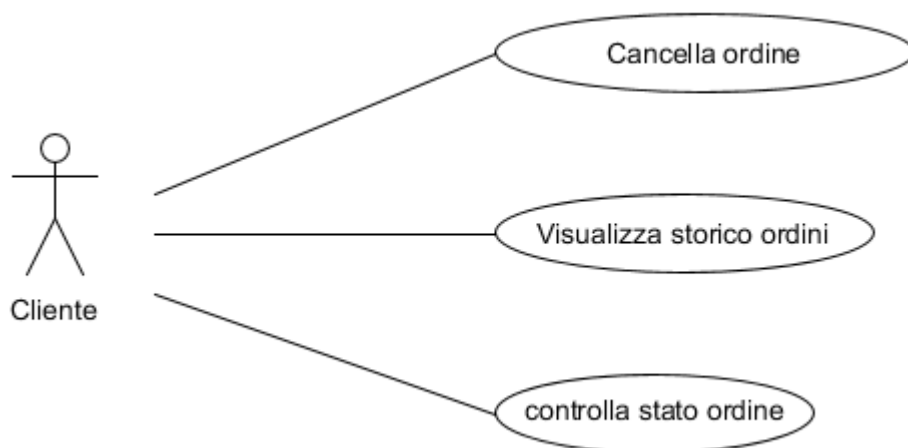 Cancella ordine
Visualizza storico ordini
Cliente
controlla stato ordine